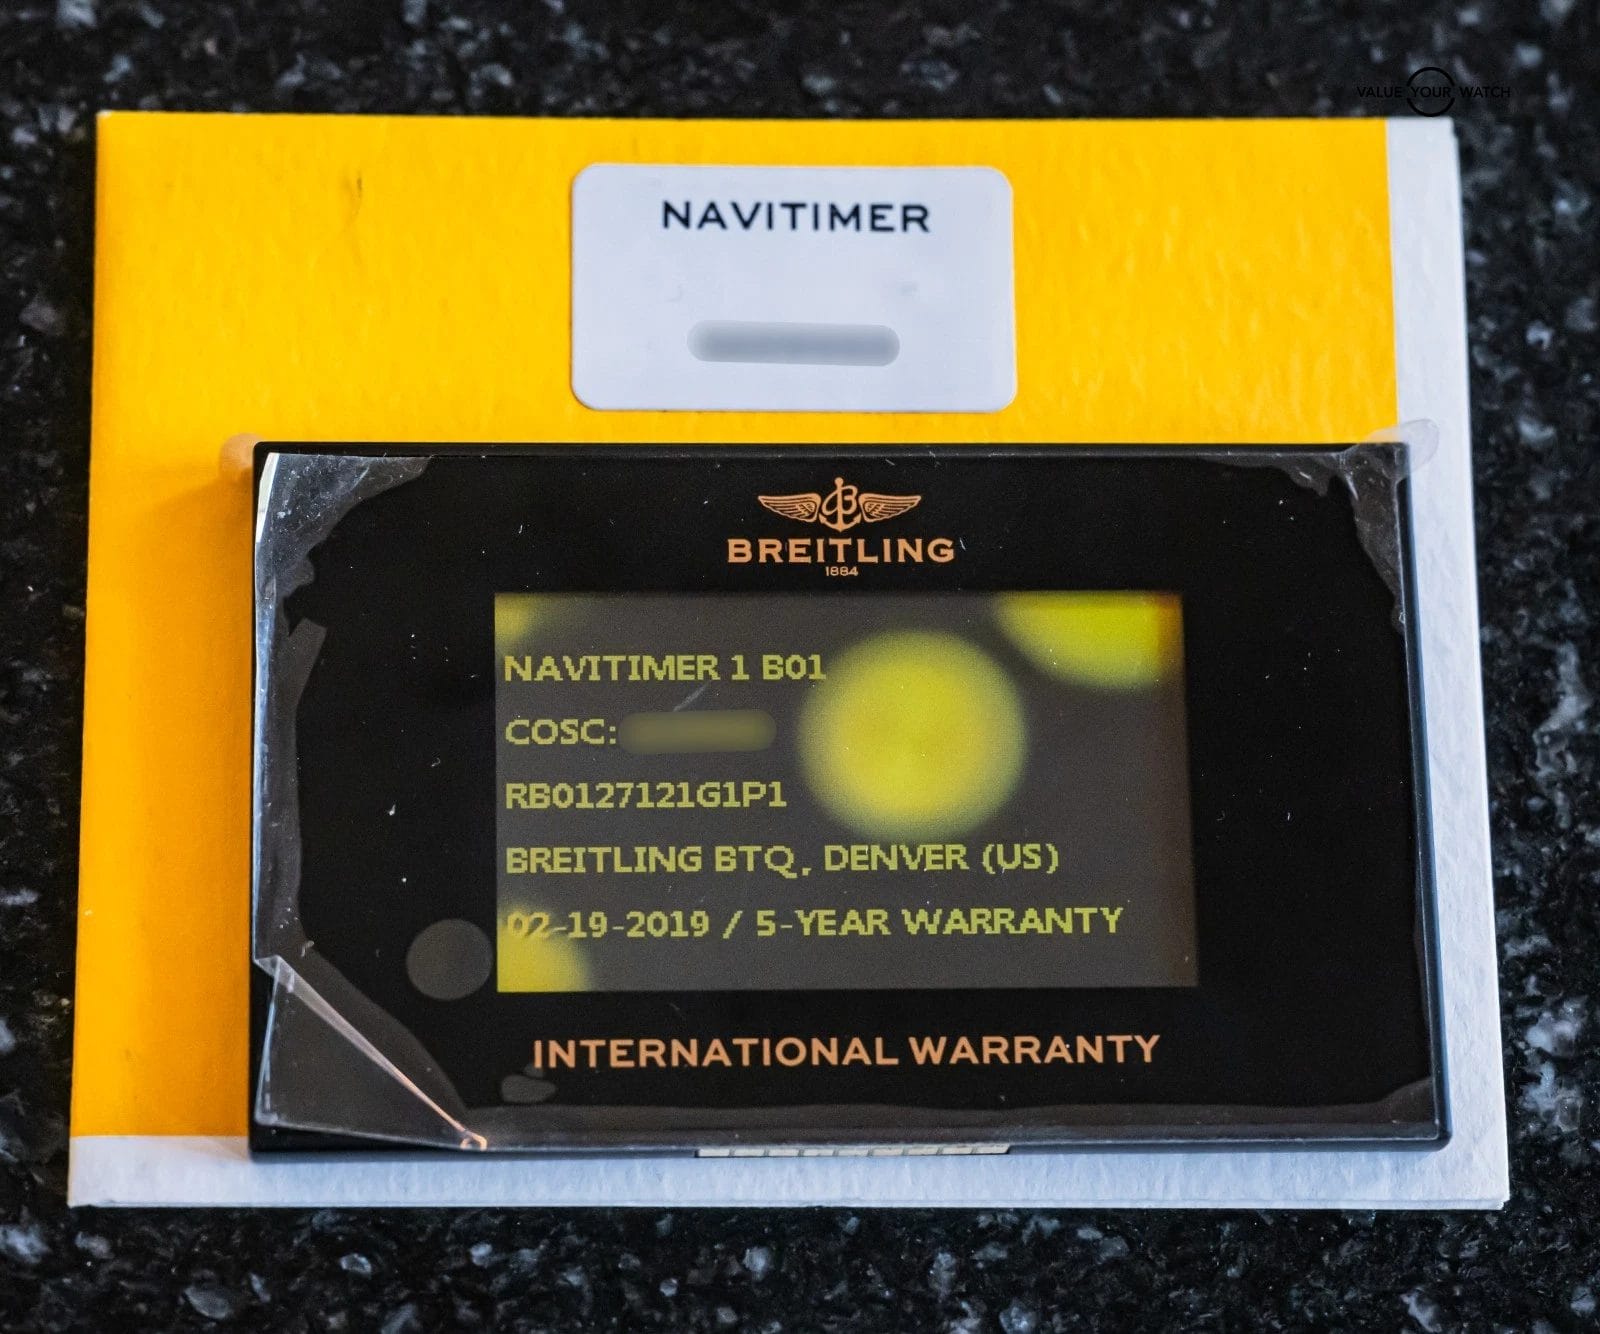 VALUE YOUR WATCH
NAVITIMER
BREITLING
1884
NAVITIMER 1 B01
COSC:
RB0127121G1P1
BREITLING BTQ, DENVER (US)
02-19-2019 / 5-YEAR WARRANTY
INTERNATIONAL WARRANTY